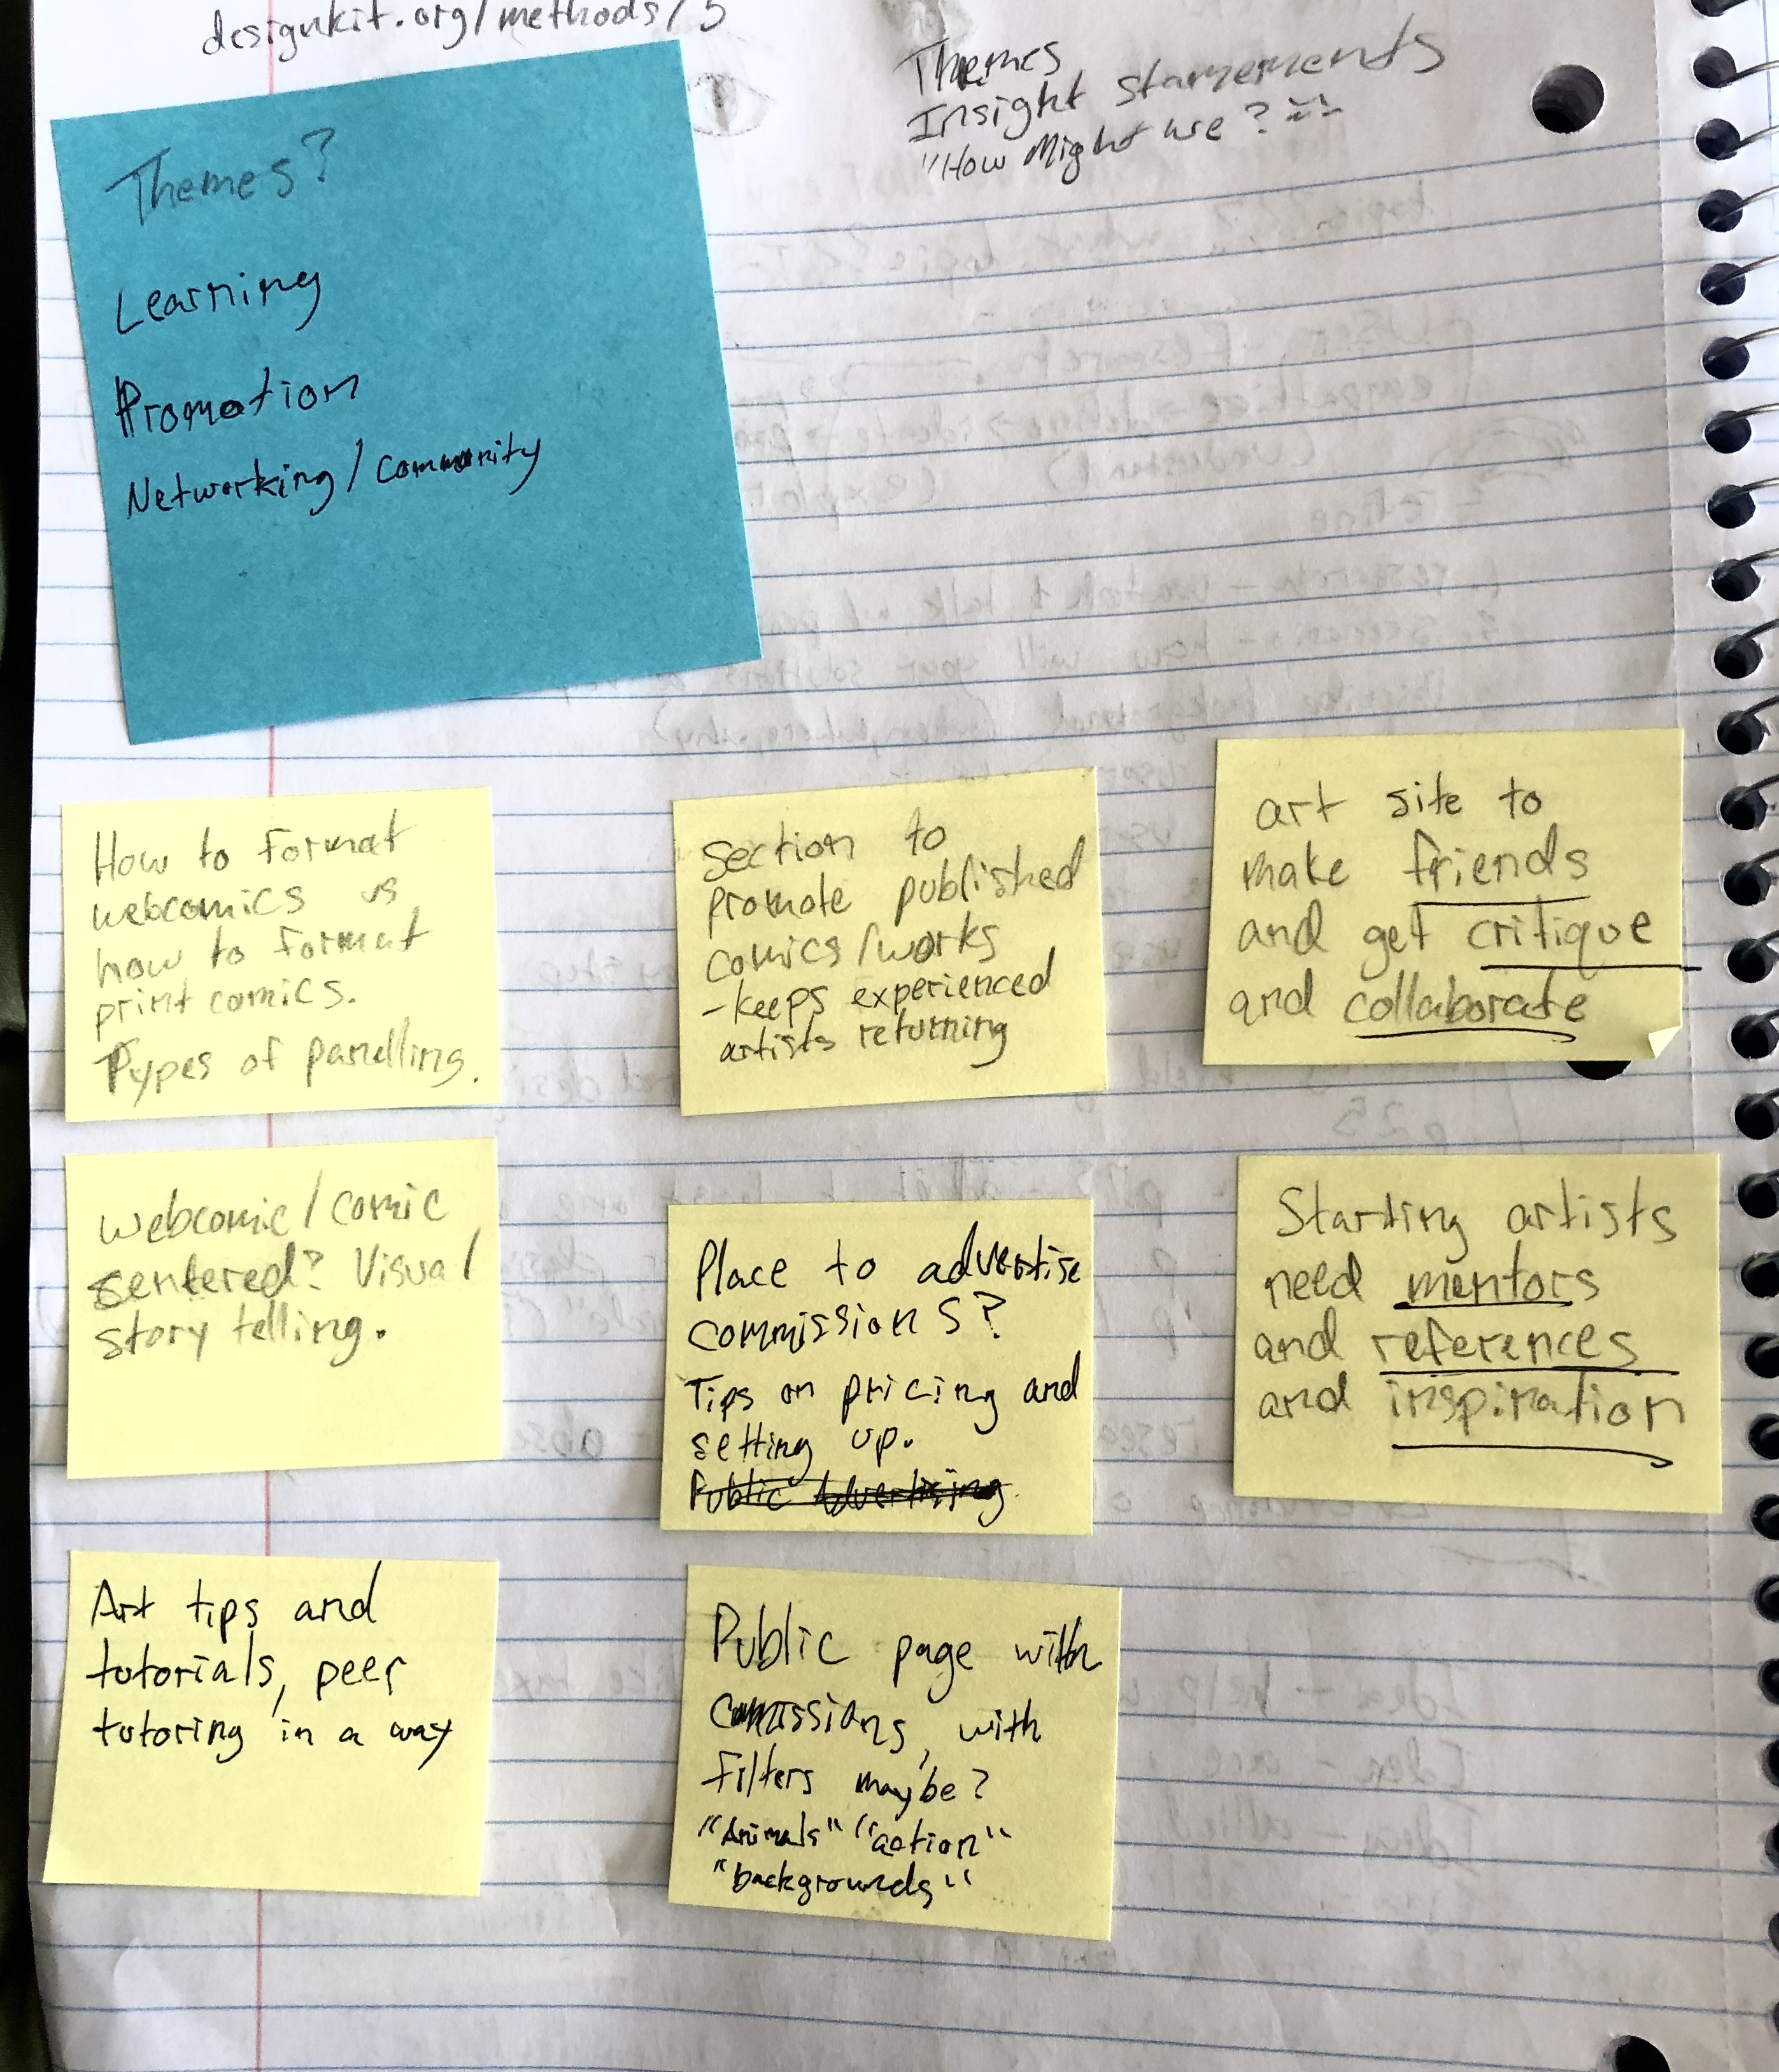 designkit.org/methods/5
Themes
Insight starements
"How Might we?"
Themes?
Learning
Promotion
Networking/Community
How to format
webcomics vs
how to format
print comics.
Types of panelling.
section to
promote published
comics/works
-keeps experienced
artists returning
art site to
make friends
and get critique
and collaborate
webcomic/comic
sentered? Visual
story telling.
Place to advertise
commissions?
Tips on pricing and
setting up.
Public Advertising
Starting artists
need mentors
and references
and inspiration
Art tips and
tutorials, peer
tutoring in a way
Public page with
commissions, with
filters maybe?
"Animals" "action"
"backgrounds"